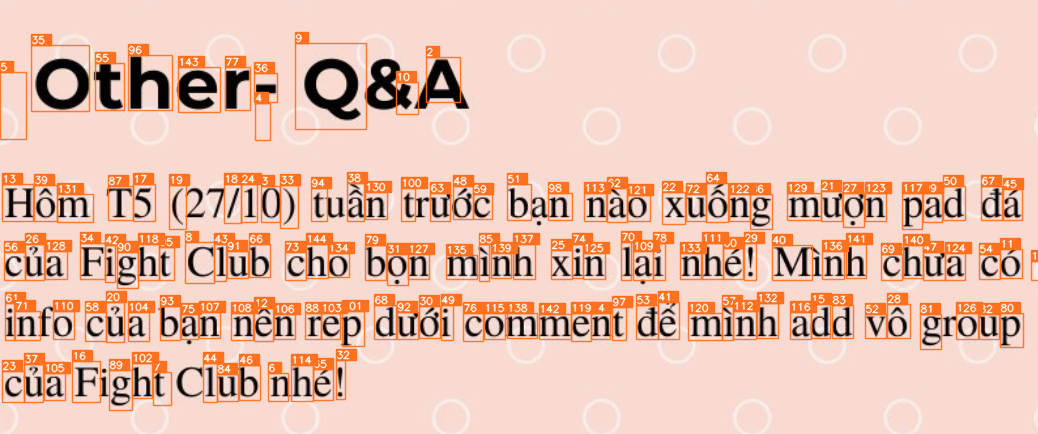 Other- Q&A
Hôm T5 (27/10) tuần trước bạn nào xuống mượn pad đá
của Fight Club cho bọn mình xin lại nhé! Mình chưa có
info của bạn nên rep dưới comment để mình add vô group
của Fight Club nhé!